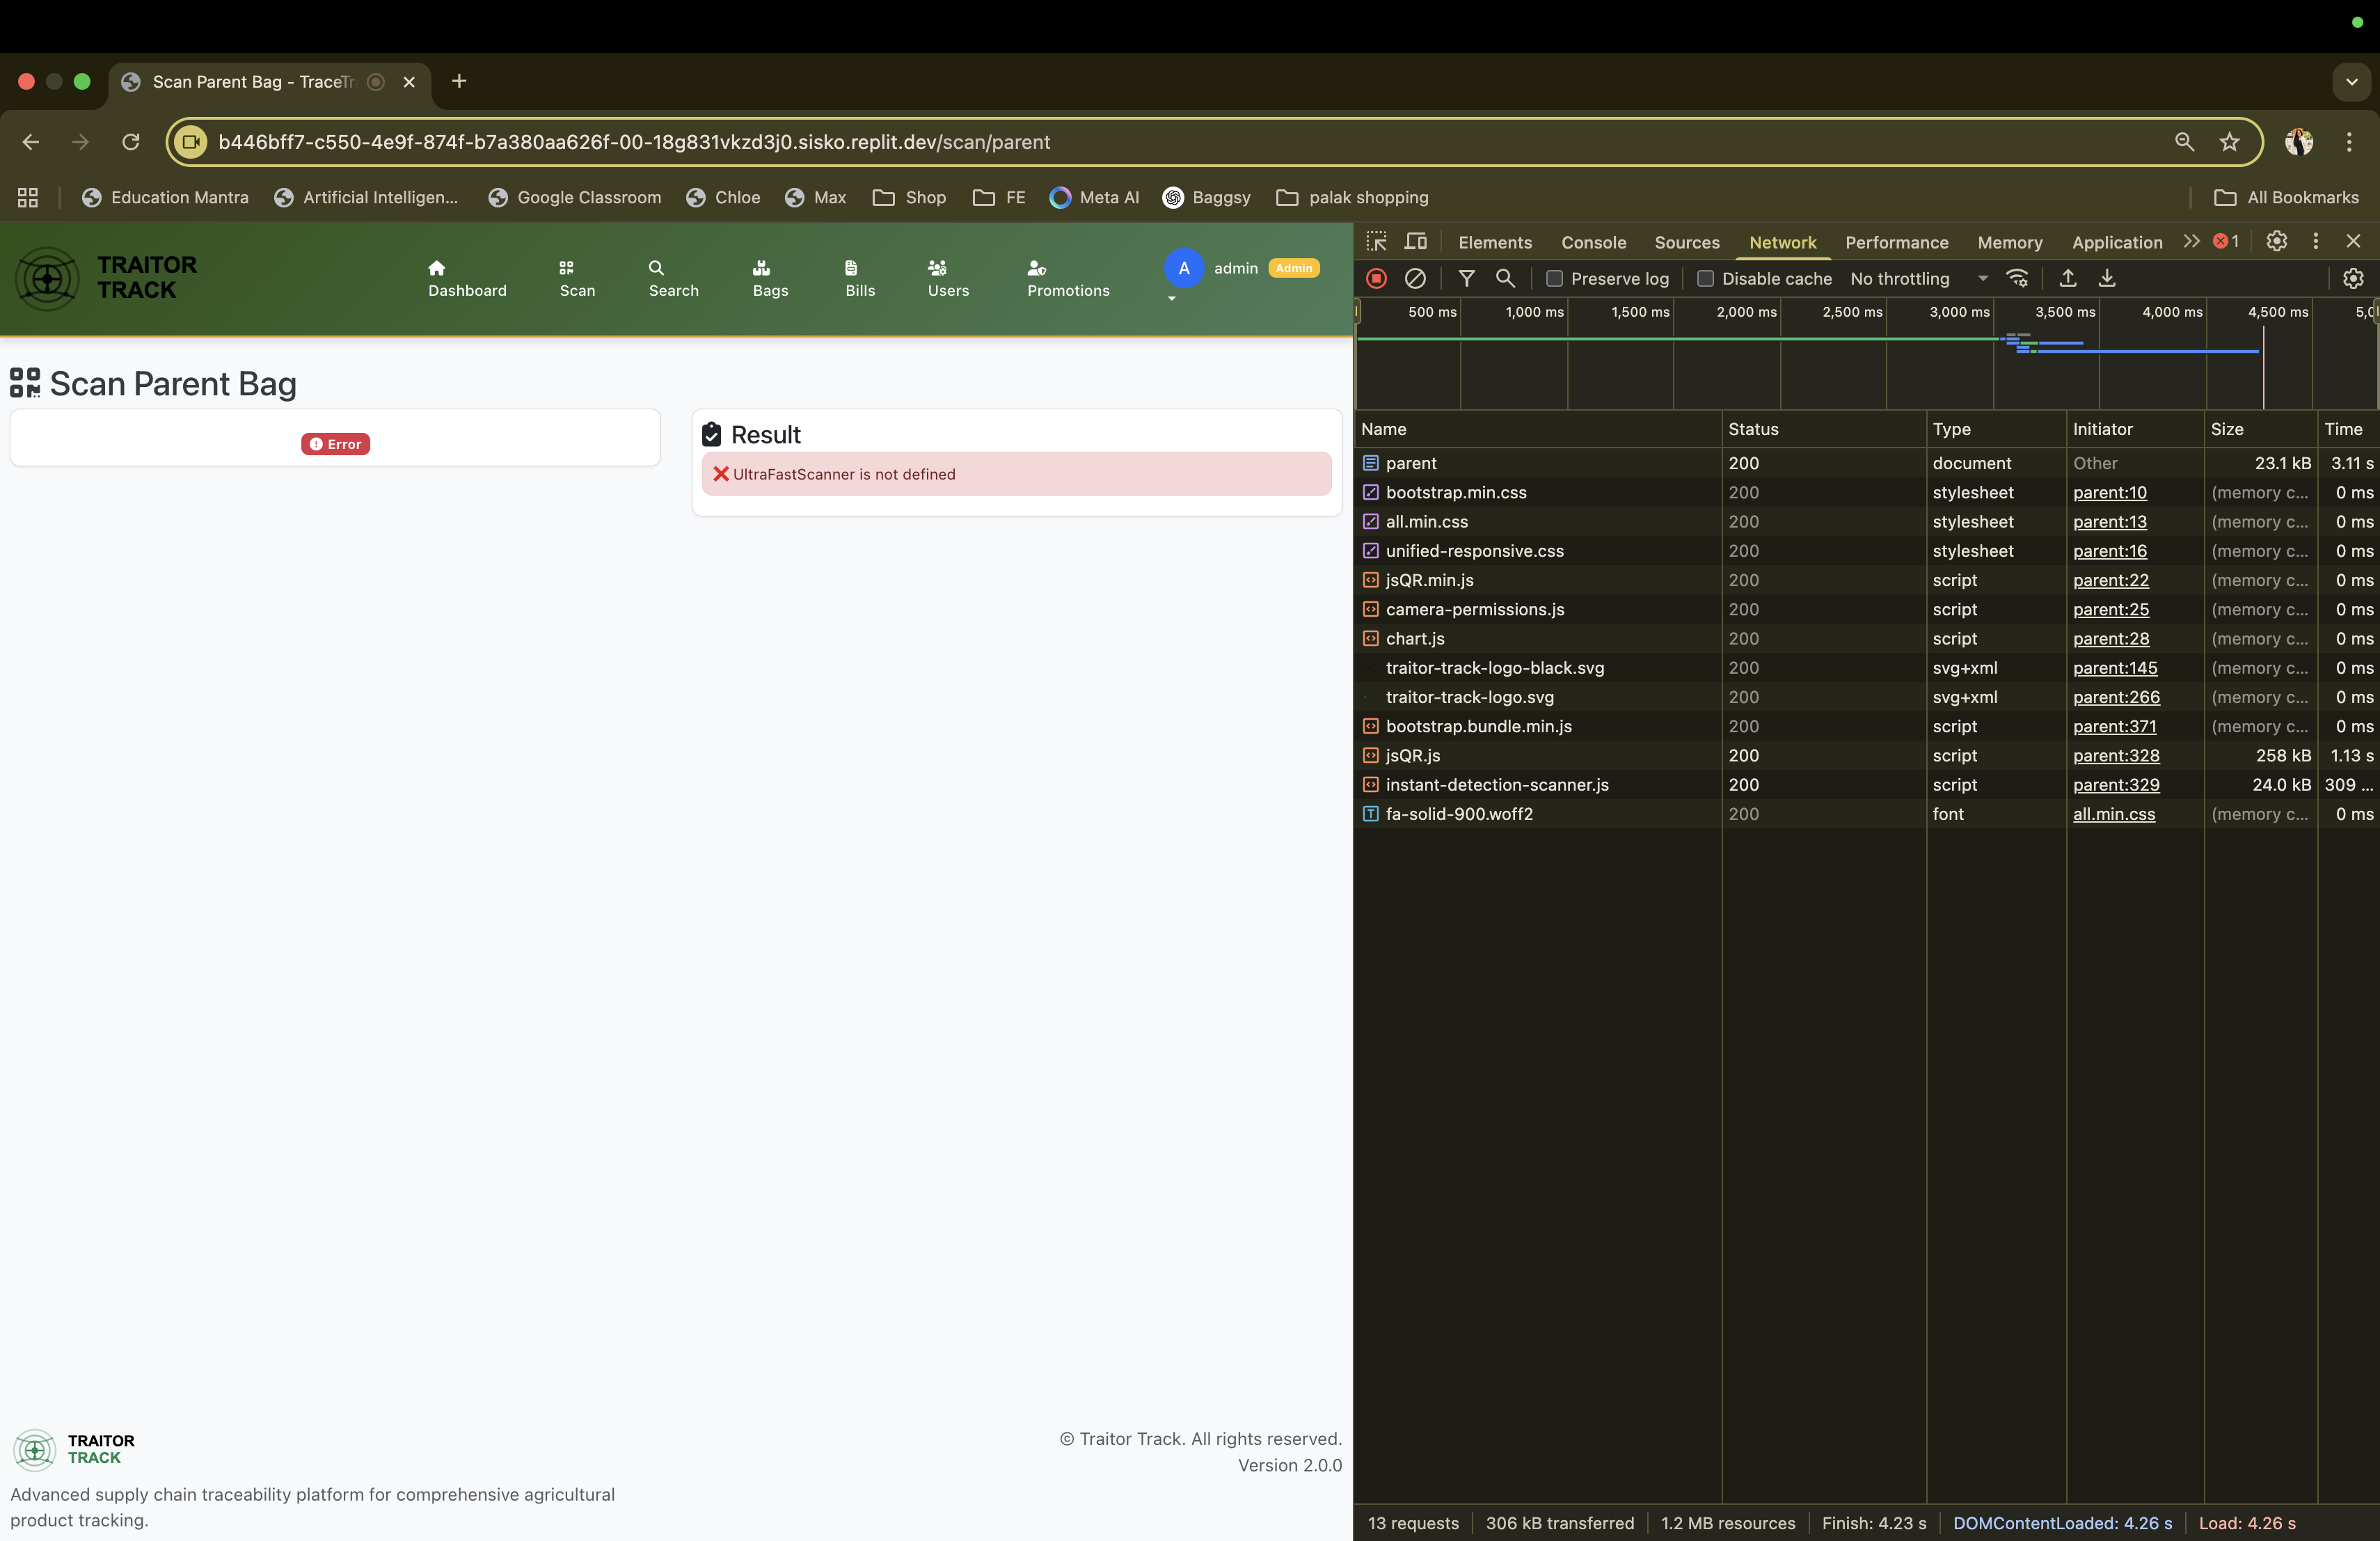 Scan Parent Bag - TraceTr
b446bff7-c550-4e9f-874f-b7a380aa626f-00-18g831vkzd3j0.sisko.replit.dev/scan/parent
Education Mantra Artificial Intelligen... Google Classroom Chloe Max Shop FE Meta AI Baggsy palak shopping All Bookmarks
TRAITOR
TRACK
Dashboard Scan Search Bags Bills Users Promotions A admin Admin
Scan Parent Bag
Error
Result
UltraFastScanner is not defined
TRAITOR
TRACK
Advanced supply chain traceability platform for comprehensive agricultural
product tracking.
© Traitor Track. All rights reserved.
Version 2.0.0
Elements Console Sources Network Performance Memory Application 1
Preserve log Disable cache No throttling
500 ms 1,000 ms 1,500 ms 2,000 ms 2,500 ms 3,000 ms 3,500 ms 4,000 ms 4,500 ms 5,0
Name Status Type Initiator Size Time
parent 200 document Other 23.1 kB 3.11 s
bootstrap.min.css 200 stylesheet parent:10 (memory c... 0 ms
all.min.css 200 stylesheet parent:13 (memory c... 0 ms
unified-responsive.css 200 stylesheet parent:16 (memory c... 0 ms
jsQR.min.js 200 script parent:22 (memory c... 0 ms
camera-permissions.js 200 script parent:25 (memory c... 0 ms
chart.js 200 script parent:28 (memory c... 0 ms
traitor-track-logo-black.svg 200 svg+xml parent:145 (memory c... 0 ms
traitor-track-logo.svg 200 svg+xml parent:266 (memory c... 0 ms
bootstrap.bundle.min.js 200 script parent:371 (memory c... 0 ms
jsQR.js 200 script parent:328 258 kB 1.13 s
instant-detection-scanner.js 200 script parent:329 24.0 kB 309 ...
fa-solid-900.woff2 200 font all.min.css (memory c... 0 ms
13 requests 306 kB transferred 1.2 MB resources Finish: 4.23 s DOMContentLoaded: 4.26 s Load: 4.26 s